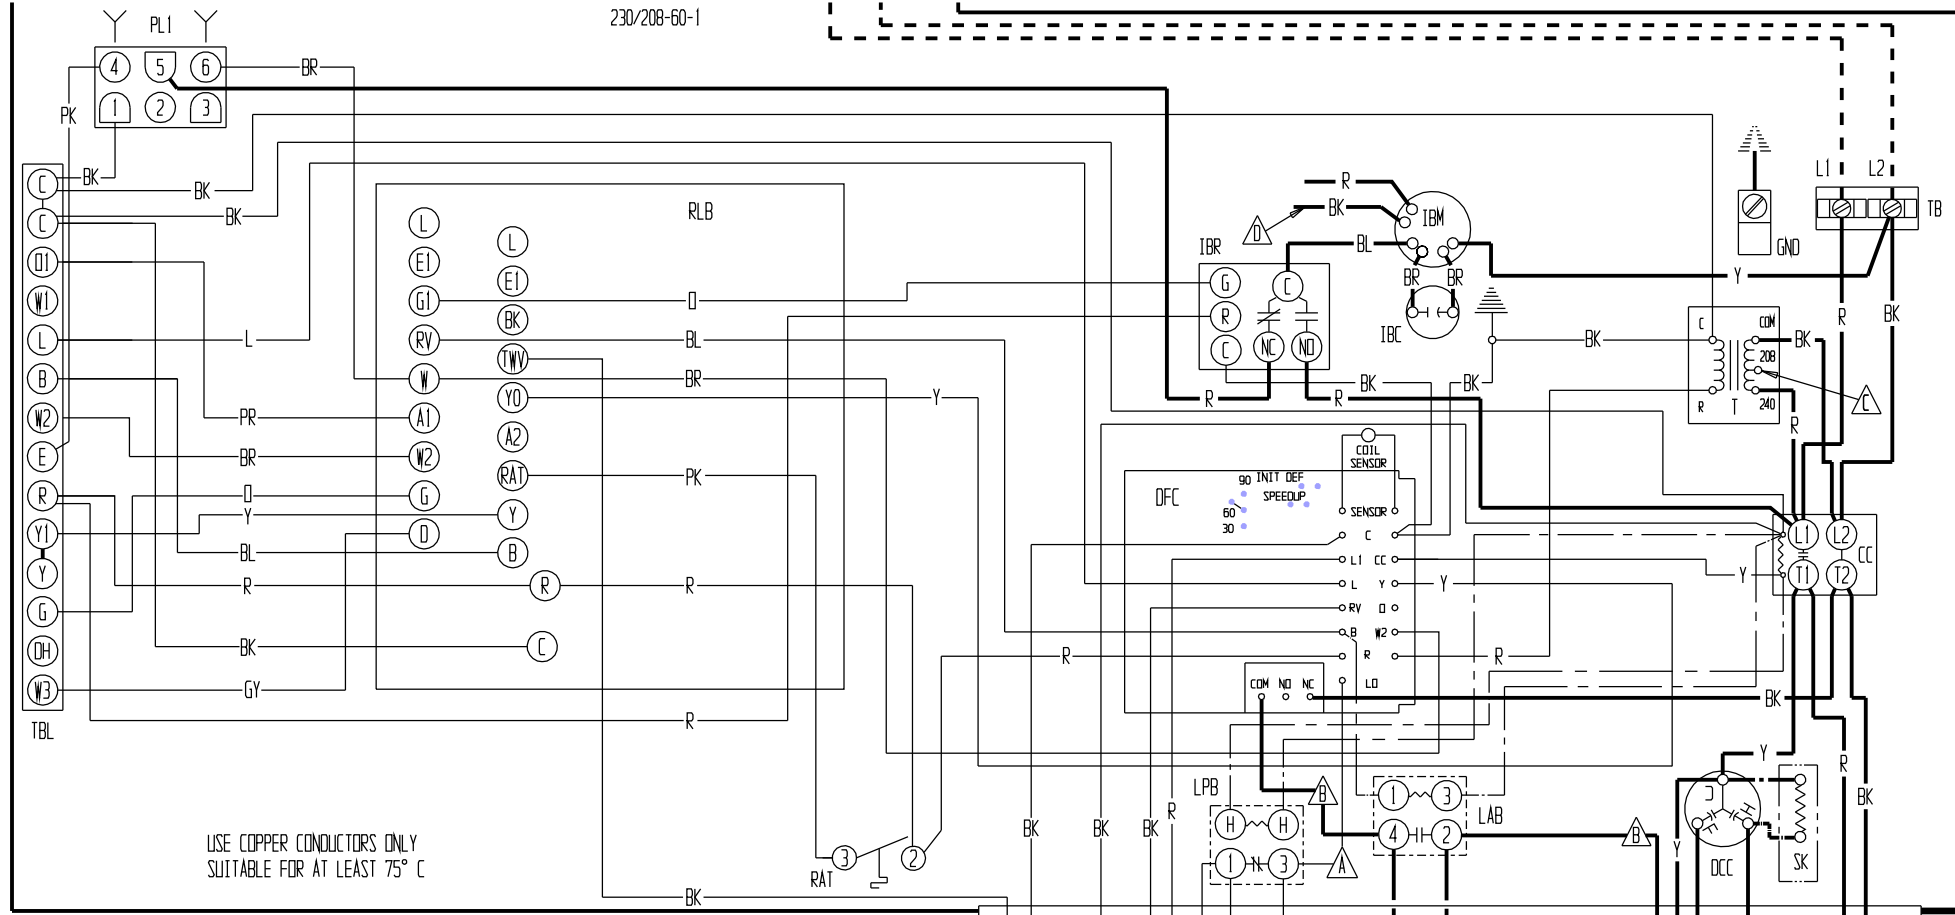 230/208-60-1
PL1
4 5 6 BR
1 2 3
PK
L1 L2
TB
GND
C BK
BK
C BK
O1
W1
L L
B
W2 PR
E BR
R O
Y
Y1 BL
Y R
G
OH BK
W3 GY
TBL
RLB
L
L
E1
E1
G1 O
BK
RV BL
TWV
W BR
YO Y
A1
A2
W2
RAT PK
G
Y
D
B
R R
C
R
R
BK
D
IBM
BL
BR BR
IBC
IBR
G C
R
C NC NO
BK
R R
BK
BK
Y
R
BK
C COM
BK
208
240
R T
C
R
COIL
SENSOR
DFC
90 INIT DEF
SPEEDUP
60
30
SENSOR
C
L1 CC
L Y
RV O
B W2
R
LO
COM NO NC
Y
R
R
Y
L1 L2
CC
T1 T2
BK
LPB
H H
1 3
B
A
1 3
LAB
4 2
B
BK
BK
BK
R
Y
Y
R
BK
C
F
H
DCC
SK
3
2
RAT
BK
USE COPPER CONDUCTORS ONLY
SUITABLE FOR AT LEAST 75° C